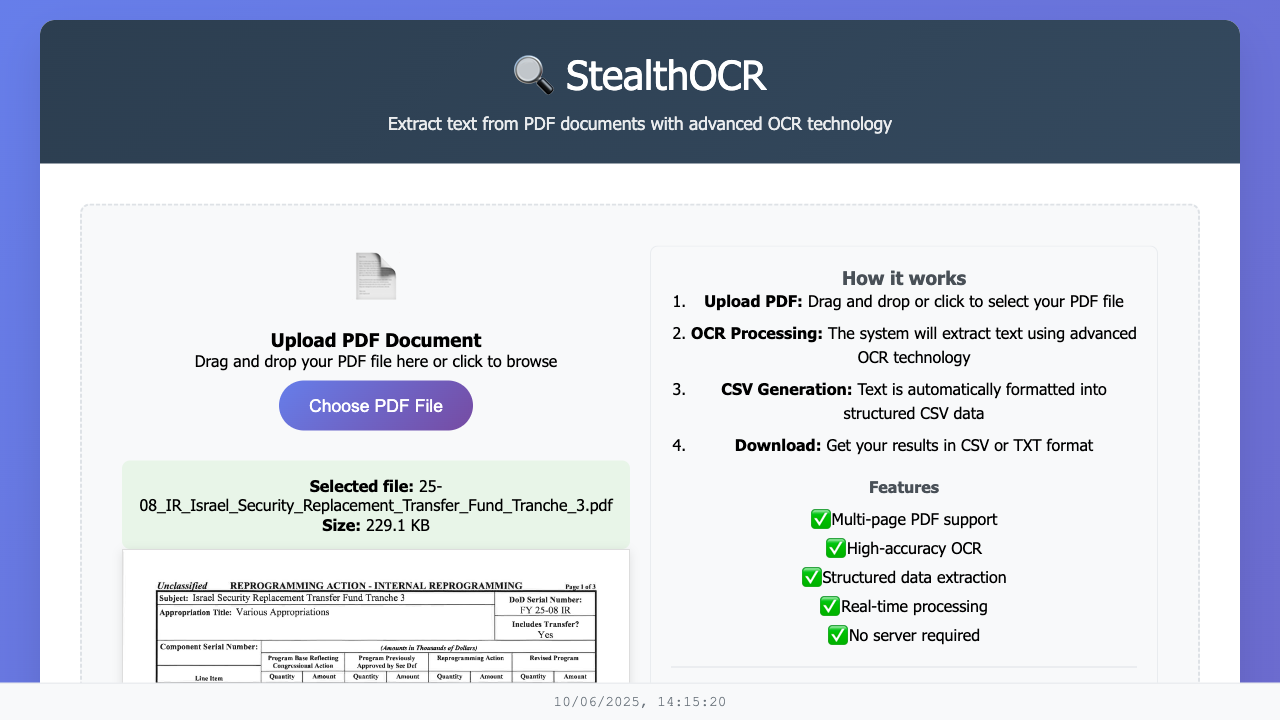 StealthOCR
Extract text from PDF documents with advanced OCR technology
Upload PDF Document
Drag and drop your PDF file here or click to browse
Choose PDF File
Selected file: 25-
08_IR_Israel_Security_Replacement_Transfer_Fund_Tranche_3.pdf
Size: 229.1 KB
Unclassified REPROGRAMMING ACTION - INTERNAL REPROGRAMMING Page 1 of 3
Subject: Israel Security Replacement Transfer Fund Tranche 3
DoD Serial Number:
FY 25-08 IR
Appropriation Title: Various Appropriations
Includes Transfer?
Yes
Component Serial Number:
(Amounts in Thousands of Dollars)
Program Base Reflecting
Congressional Action
Program Previously
Approved by Sec Def
Reprogramming Action
Revised Program
Line Item
Quantity Amount Quantity Amount Quantity Amount Quantity Amount
How it works
1. Upload PDF: Drag and drop or click to select your PDF file
2. OCR Processing: The system will extract text using advanced
OCR technology
3. CSV Generation: Text is automatically formatted into
structured CSV data
4. Download: Get your results in CSV or TXT format
Features
✅Multi-page PDF support
✅High-accuracy OCR
✅Structured data extraction
✅Real-time processing
✅No server required
10/06/2025, 14:15:20